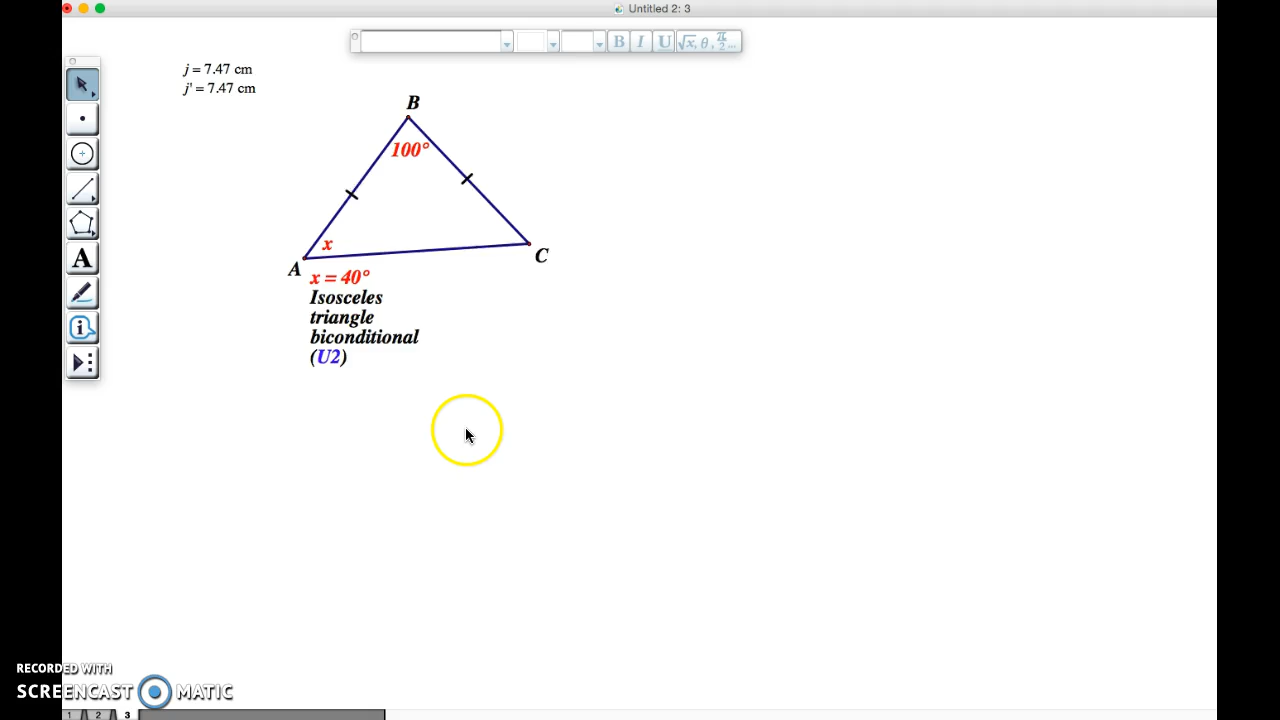 Untitled 2: 3
B I U √x, θ, π/2 ...
j = 7.47 cm
j' = 7.47 cm
B
100°
x
C
A
x = 40°
Isosceles
triangle
biconditional
(U2)
A
i
RECORDED WITH
SCREENCAST MATIC
1 2 3